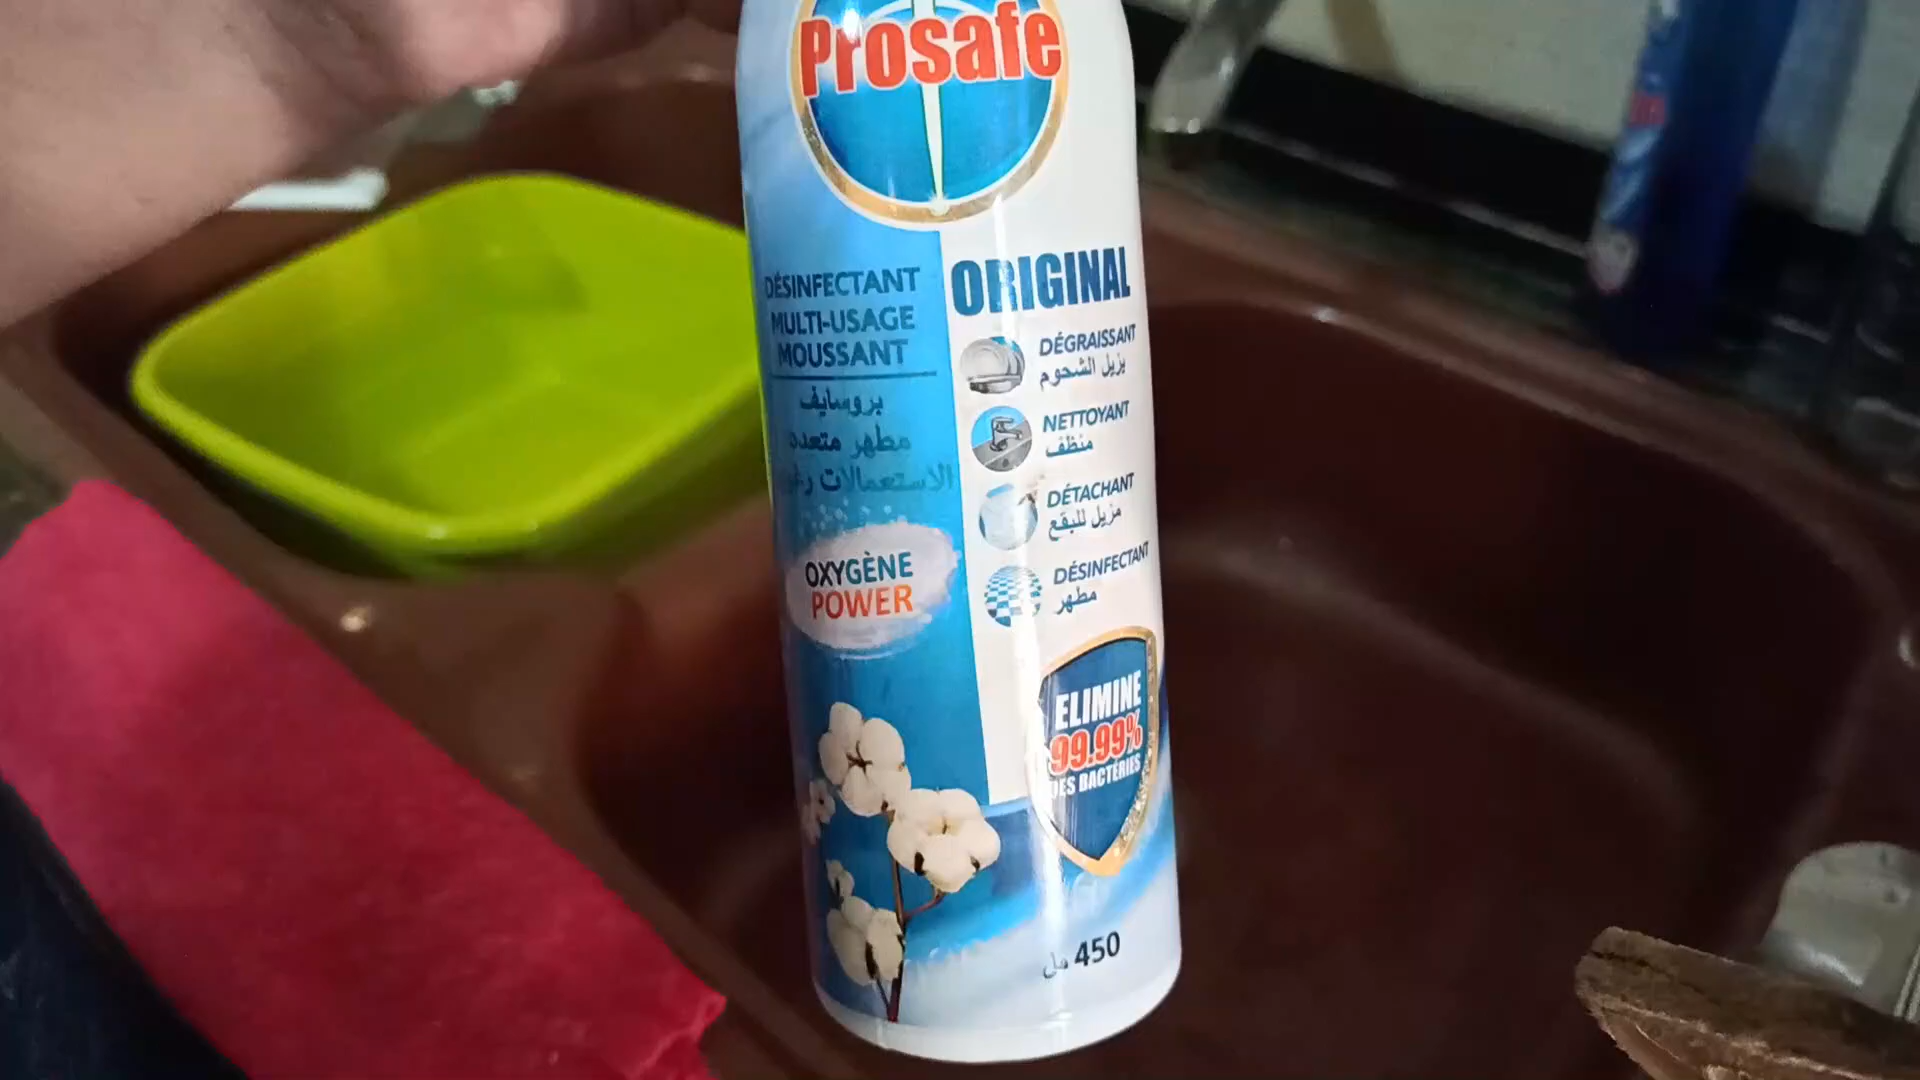 Prosafe
DÉSINFECTANT
MULTI-USAGE
MOUSSANT
بروسايف
مطهر متعدد
الاستعمالات
OXYGÈNE
POWER
ORIGINAL
DÉGRAISSANT
يزيل الشحوم
NETTOYANT
منظف
DÉTACHANT
مزيل للبقع
DÉSINFECTANT
مطهر
ELIMINE
99.99%
DES BACTÉRIES
450 مل